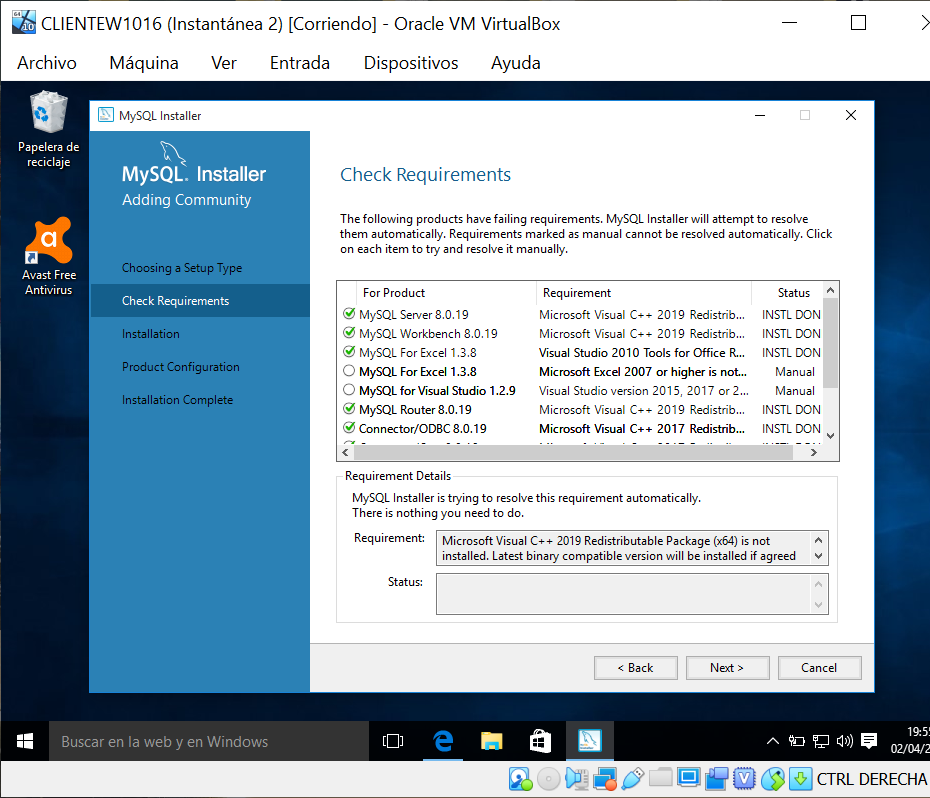 CLIENTEW1016 (Instantánea 2) [Corriendo] - Oracle VM VirtualBox
Archivo Máquina Ver Entrada Dispositivos Ayuda
Papelera de
reciclaje
Avast Free
Antivirus
MySQL Installer
MySQL. Installer
Adding Community
Choosing a Setup Type
Check Requirements
Installation
Product Configuration
Installation Complete
Check Requirements
The following products have failing requirements. MySQL Installer will attempt to resolve
them automatically. Requirements marked as manual cannot be resolved automatically. Click
on each item to try and resolve it manually.
For Product Requirement Status
MySQL Server 8.0.19 Microsoft Visual C++ 2019 Redistrib... INSTL DON
MySQL Workbench 8.0.19 Microsoft Visual C++ 2019 Redistrib... INSTL DON
MySQL For Excel 1.3.8 Visual Studio 2010 Tools for Office R... INSTL DON
MySQL For Excel 1.3.8 Microsoft Excel 2007 or higher is not... Manual
MySQL for Visual Studio 1.2.9 Visual Studio version 2015, 2017 or 2... Manual
MySQL Router 8.0.19 Microsoft Visual C++ 2019 Redistrib... INSTL DON
Connector/ODBC 8.0.19 Microsoft Visual C++ 2017 Redistrib... INSTL DON
Requirement Details
MySQL Installer is trying to resolve this requirement automatically.
There is nothing you need to do.
Requirement: Microsoft Visual C++ 2019 Redistributable Package (x64) is not
installed. Latest binary compatible version will be installed if agreed
Status:
< Back Next > Cancel
Buscar en la web y en Windows
19:55
02/04/2
CTRL DERECHA